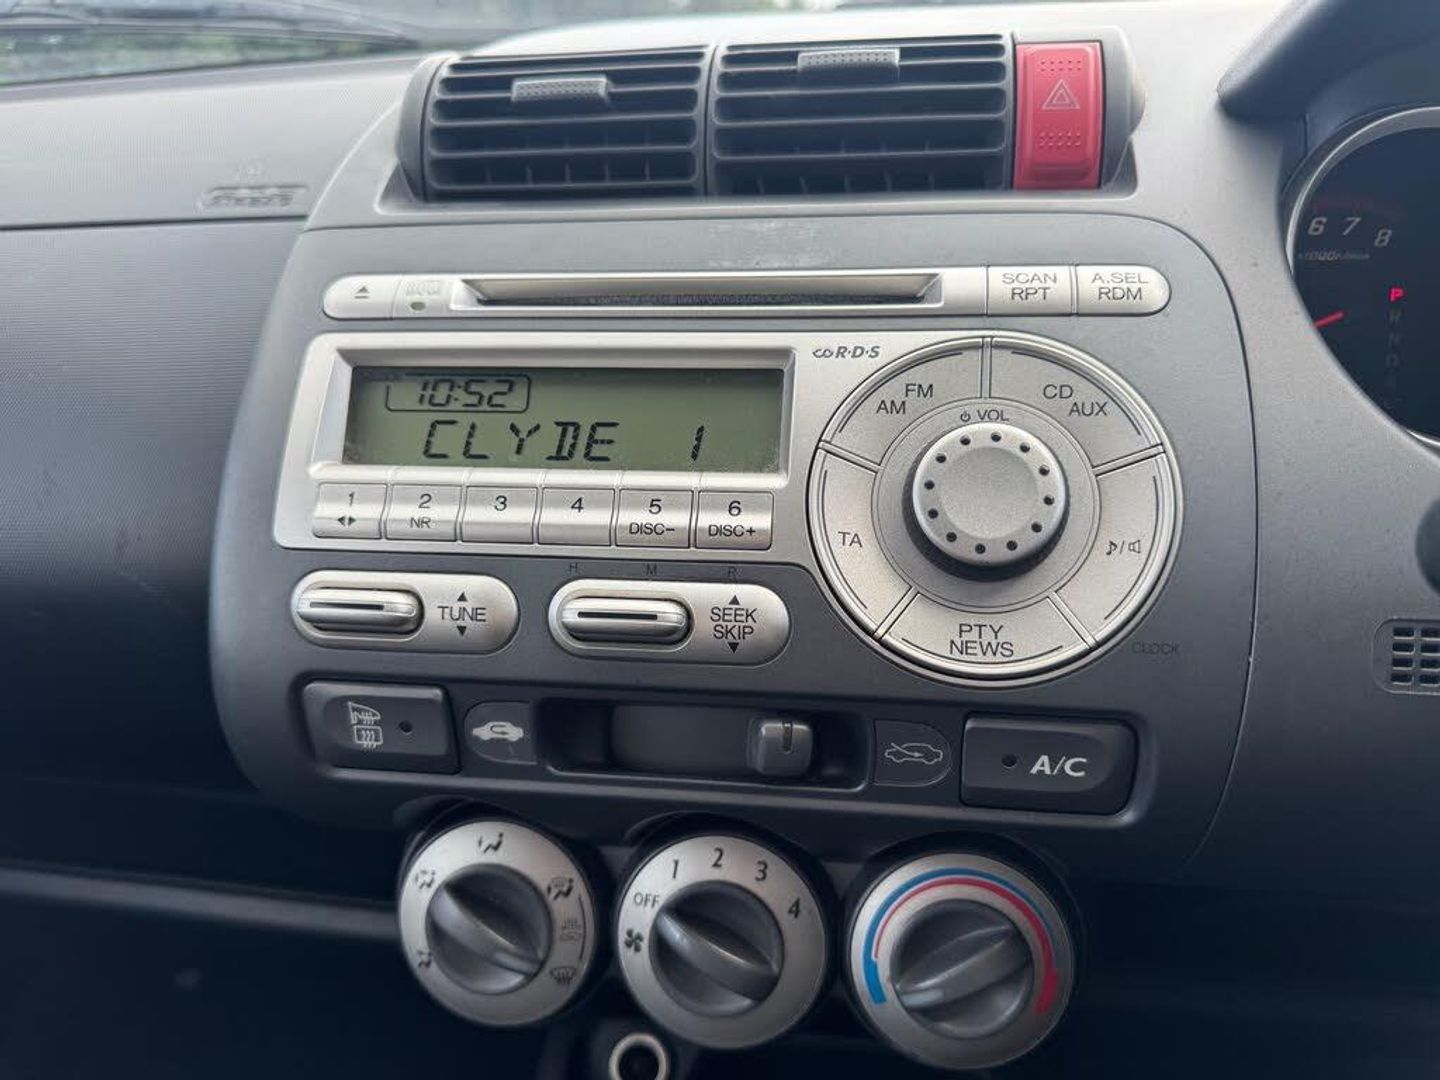 SCAN
RPT
A.SEL
RDM
R·D·S
10:52
CLYDE 1
FM
AM
CD
AUX
VOL
TA
PTY
NEWS
1
2
NR
3
4
5
DISC-
6
DISC+
H M R
TUNE
SEEK
SKIP
CLOCK
A/C
OFF 1 2 3 4
6 7 8
P
R
N
D